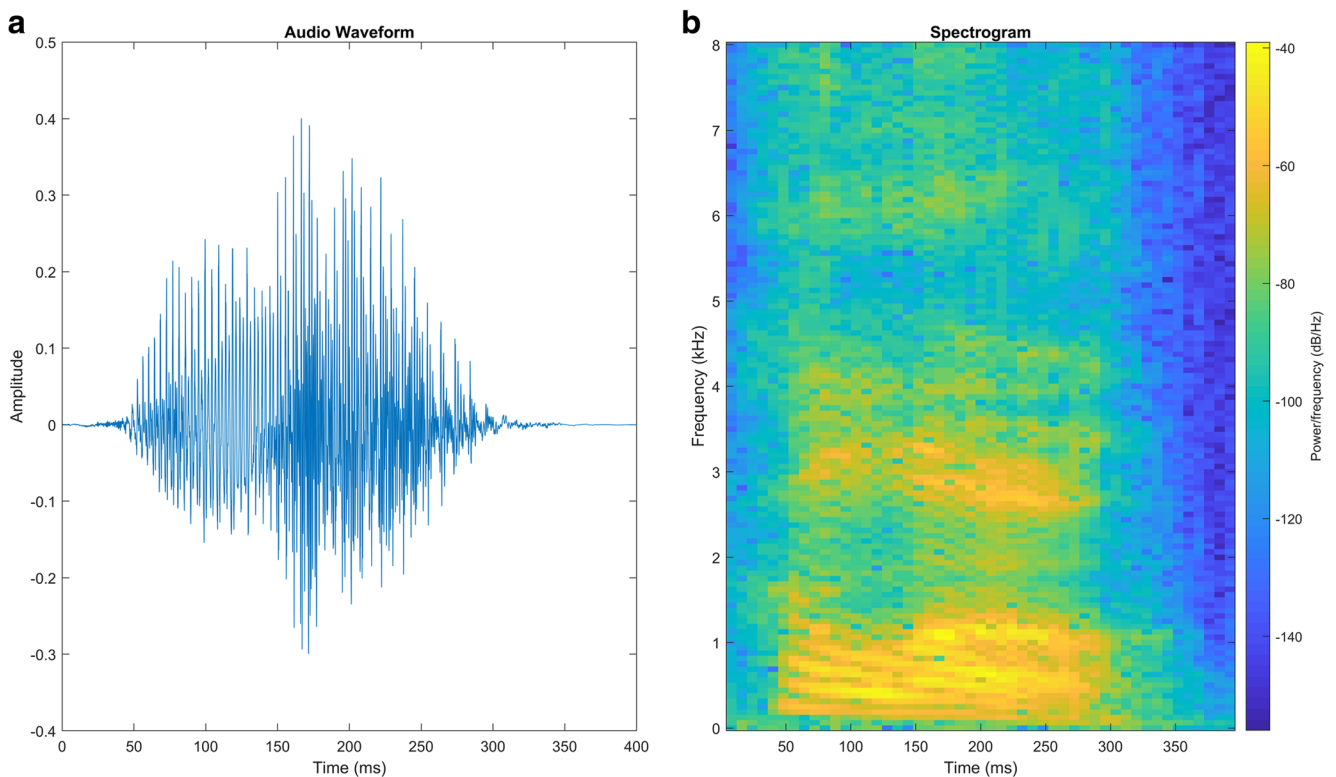 a
Audio Waveform
0.5
0.4
0.3
0.2
0.1
0
-0.1
-0.2
-0.3
-0.4
Amplitude
0 50 100 150 200 250 300 350 400
Time (ms)
b
Spectrogram
8
7
6
5
4
3
2
1
0
Frequency (kHz)
50 100 150 200 250 300 350
Time (ms)
-40
-60
-80
-100
-120
-140
Power/frequency (dB/Hz)